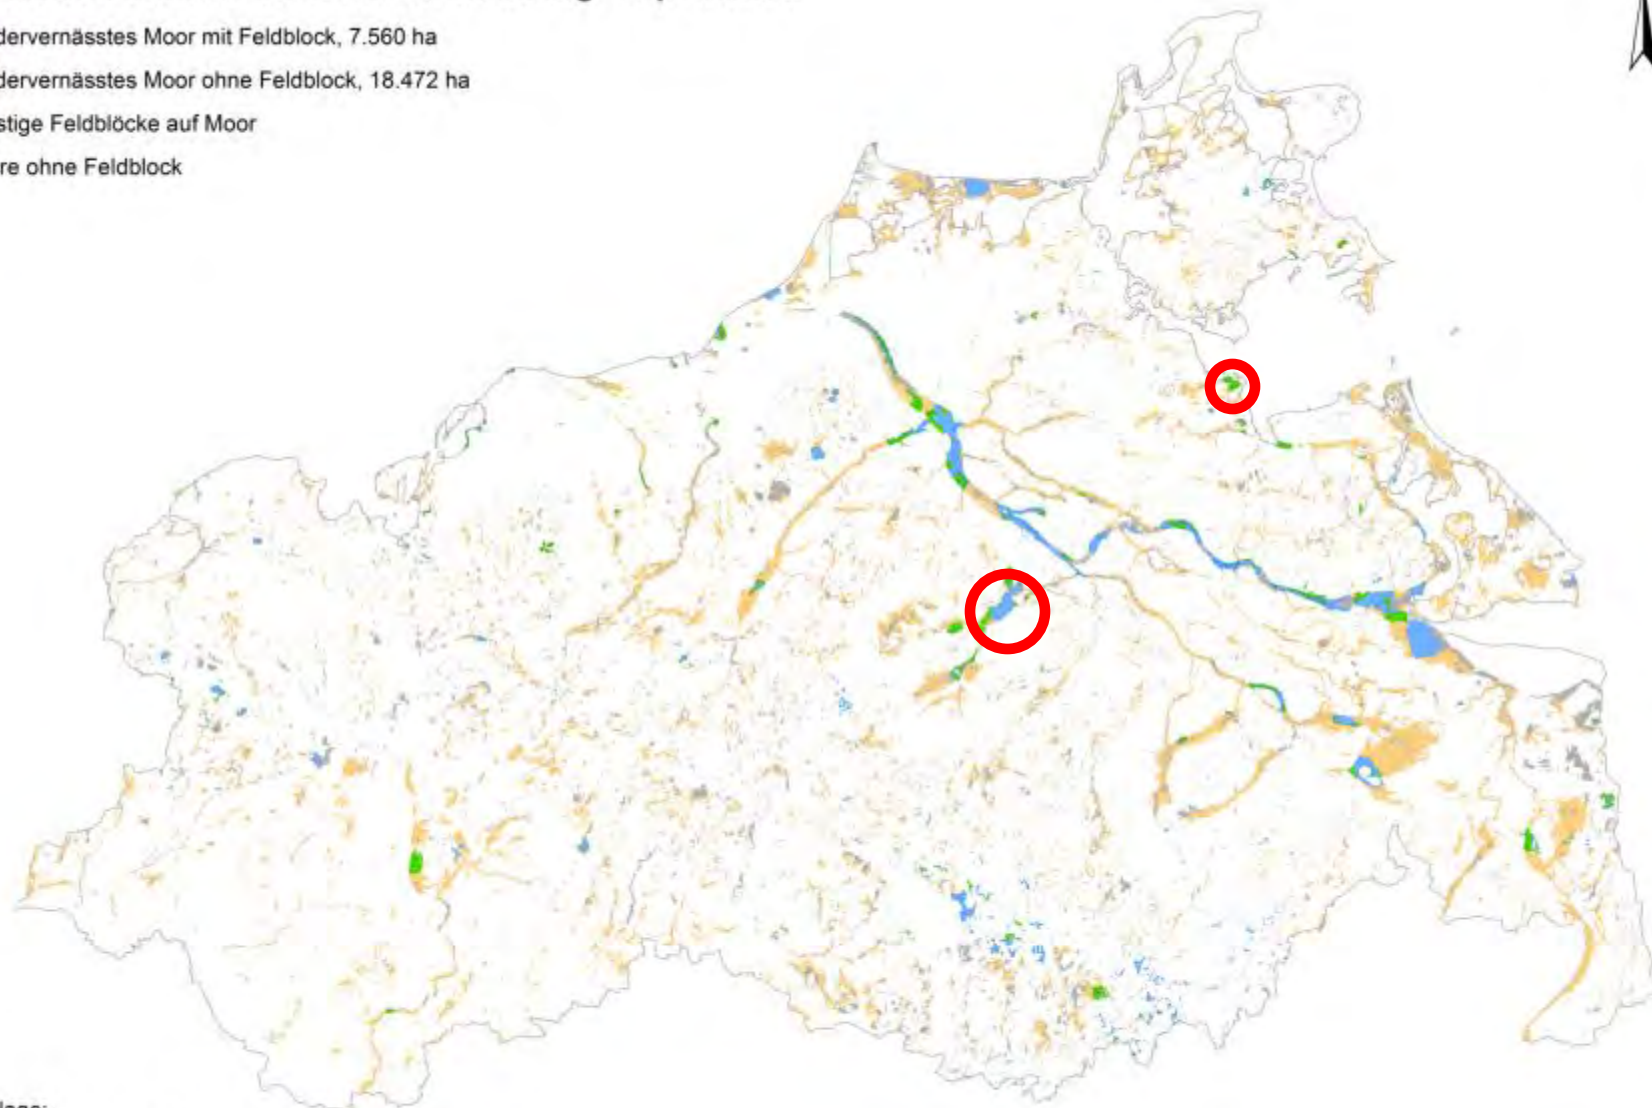 dervernässtes Moor mit Feldblock, 7.560 ha
dervernässtes Moor ohne Feldblock, 18.472 ha
stige Feldblöcke auf Moor
re ohne Feldblock